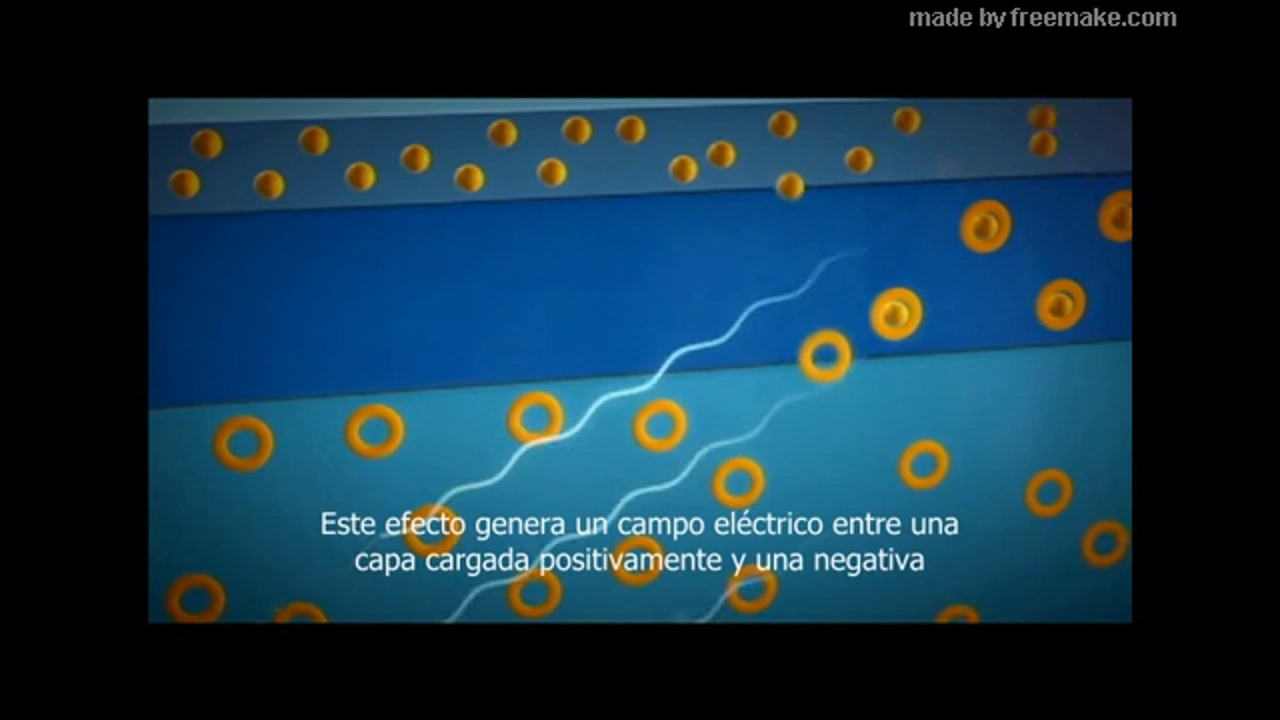 made by freemake.com
Este efecto genera un campo eléctrico entre una
capa cargada positivamente y una negativa